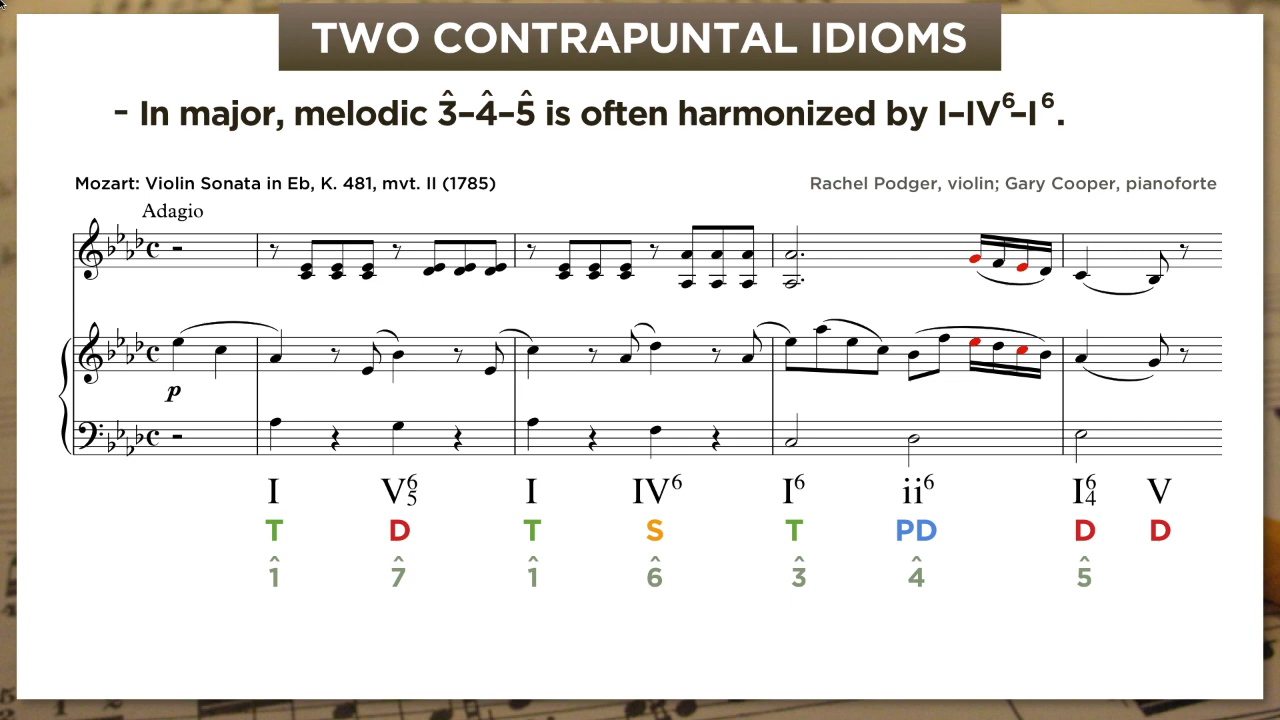 TWO CONTRAPUNTAL IDIOMS
- In major, melodic 3̂–4̂–5̂ is often harmonized by I–IV⁶–I⁶.
Mozart: Violin Sonata in Eb, K. 481, mvt. II (1785) Rachel Podger, violin; Gary Cooper, pianoforte
Adagio
p
I V⁶₅ I IV⁶ I⁶ ii⁶ I⁶₄ V
T D T S T PD D D
1̂ 7̂ 1̂ 6̂ 3̂ 4̂ 5̂